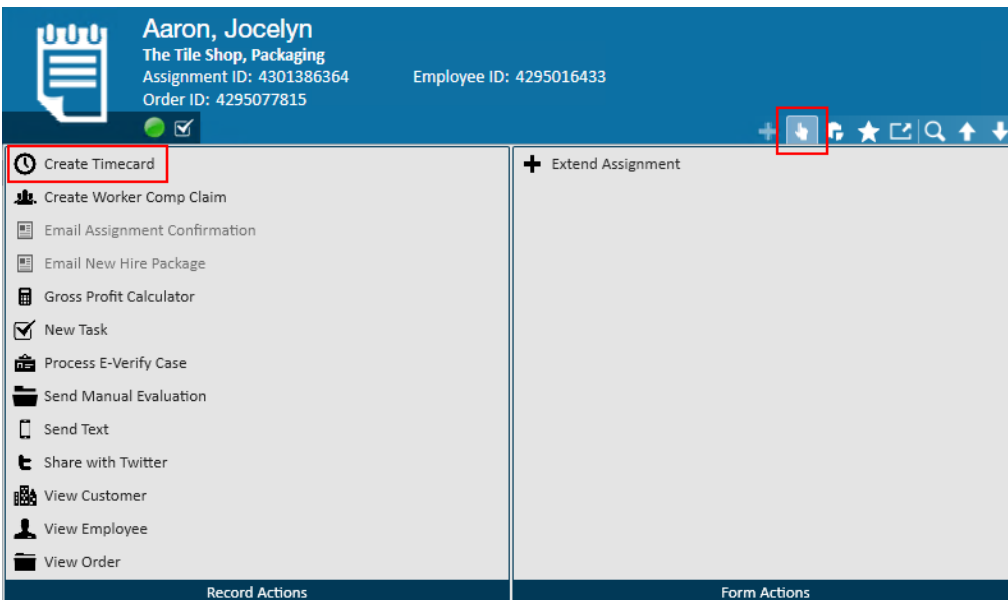 Aaron, Jocelyn
The Tile Shop, Packaging
Assignment ID: 4301386364 Employee ID: 4295016433
Order ID: 4295077815
Create Timecard
Create Worker Comp Claim
Email Assignment Confirmation
Email New Hire Package
Gross Profit Calculator
New Task
Process E-Verify Case
Send Manual Evaluation
Send Text
Share with Twitter
View Customer
View Employee
View Order
Record Actions
Extend Assignment
Form Actions